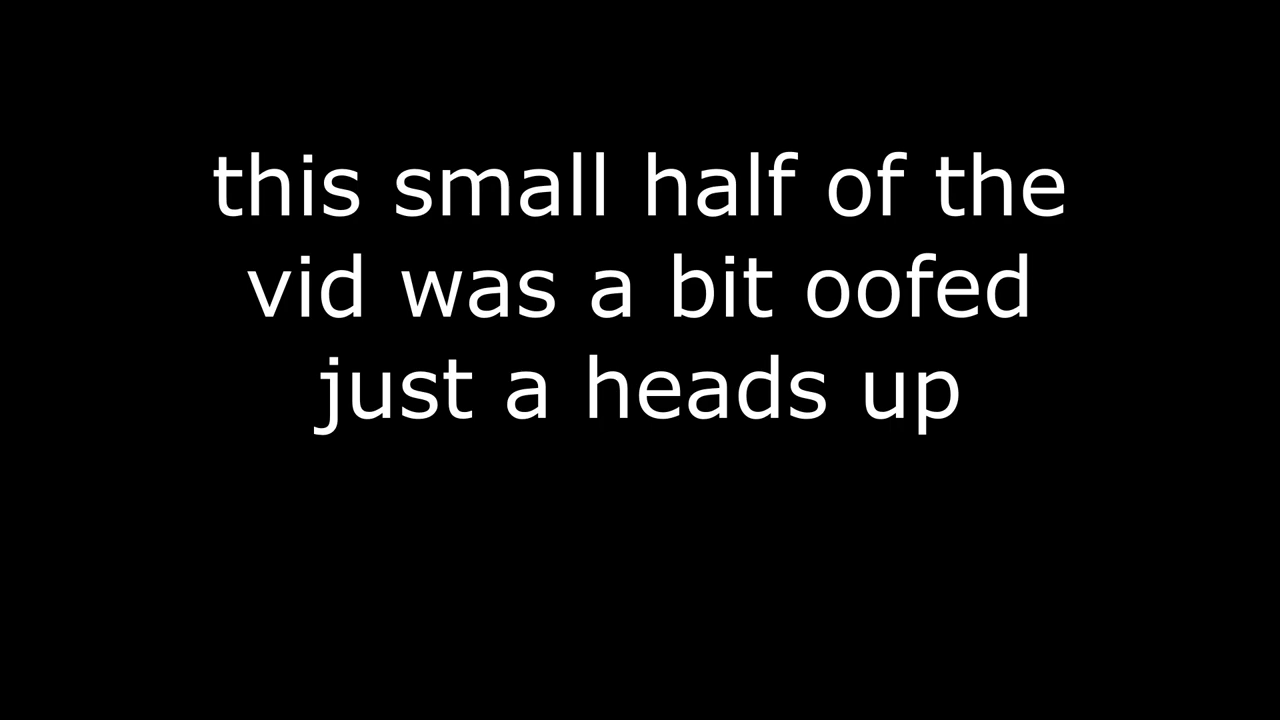 this small half of the
vid was a bit oofed
just a heads up